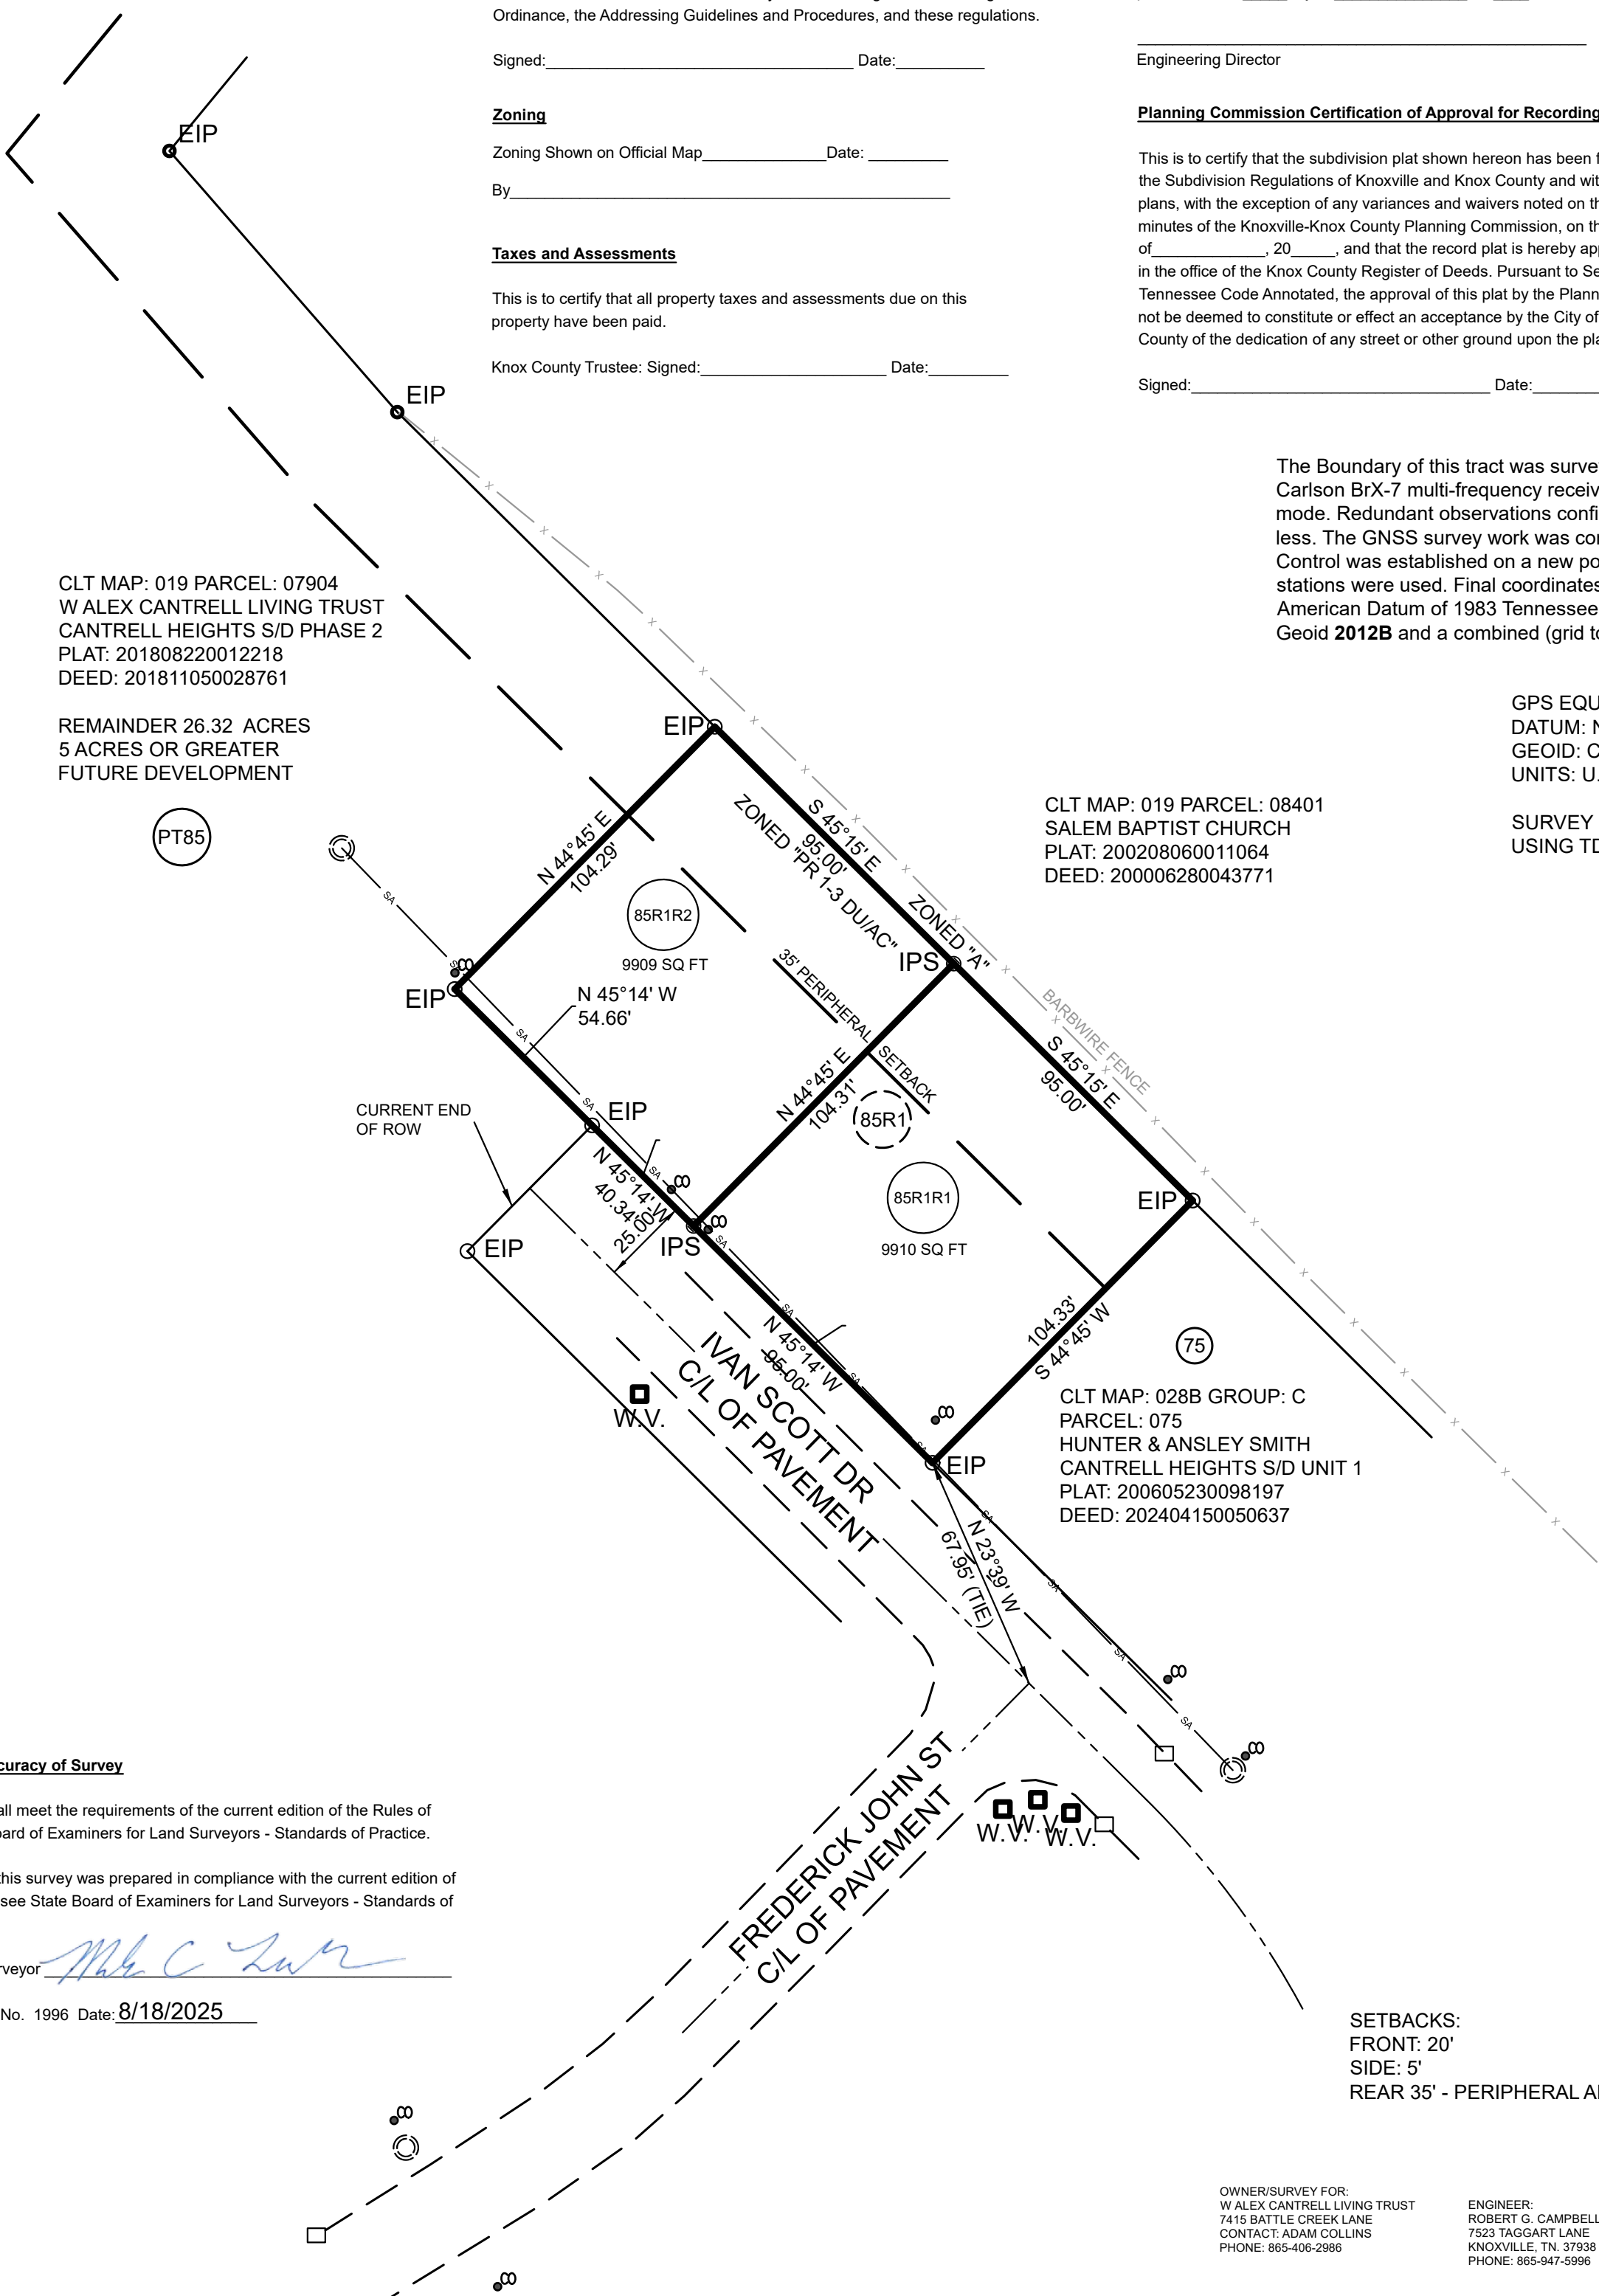 Ordinance, the Addressing Guidelines and Procedures, and these regulations.
Signed: Date:
Zoning
Zoning Shown on Official Map Date:
By
Taxes and Assessments
This is to certify that all property taxes and assessments due on this
property have been paid.
Knox County Trustee: Signed: Date:
Engineering Director
Planning Commission Certification of Approval for Recording
This is to certify that the subdivision plat shown hereon has been
the Subdivision Regulations of Knoxville and Knox County and
plans, with the exception of any variances and waivers noted on
minutes of the Knoxville-Knox County Planning Commission, on
of , 20 , and that the record plat is hereby
in the office of the Knox County Register of Deeds. Pursuant to
Tennessee Code Annotated, the approval of this plat by the
not be deemed to constitute or effect an acceptance by the City of
County of the dedication of any street or other ground upon the
Signed: Date:
The Boundary of this tract was
Carlson BrX-7 multi-frequency
mode. Redundant observations
less. The GNSS survey work was
Control was established on a new
stations were used. Final coordinates
American Datum of 1983 Tennessee
Geoid 2012B and a combined (grid
GPS
DATUM:
GEOID:
UNITS:
SURVEY
USING
EIP
EIP
CLT MAP: 019 PARCEL: 07904
W ALEX CANTRELL LIVING TRUST
CANTRELL HEIGHTS S/D PHASE 2
PLAT: 201808220012218
DEED: 201811050028761
REMAINDER 26.32 ACRES
5 ACRES OR GREATER
FUTURE DEVELOPMENT
PT85
EIP
N 44°45' E
104.29'
S 45°15' E
95.00'
ZONED "PR 1-3 DU/AC"
ZONED "A"
CLT MAP: 019 PARCEL: 08401
SALEM BAPTIST CHURCH
PLAT: 200208060011064
DEED: 200006280043771
SA
85R1R2
9909 SQ FT
35' PERIPHERAL SETBACK
IPS
BARBWIRE FENCE
EIP
N 45°14' W
54.66'
SA
SA
S 45°15' E
95.00'
N 44°45' E
104.31'
85R1
CURRENT END
OF ROW
EIP
N 45°14' W
40.34'
25.00'
SA
SA
EIP
IPS
85R1R1
9910 SQ FT
EIP
SA
N 45°14' W
95.00'
SA
104.33'
S 44°45' W
75
IVAN SCOTT DR
C/L OF PAVEMENT
W.V.
CLT MAP: 028B GROUP: C
PARCEL: 075
HUNTER & ANSLEY SMITH
CANTRELL HEIGHTS S/D UNIT 1
PLAT: 200605230098197
DEED: 202404150050637
EIP
SA
N 23°39' W
67.95' (TIE)
SA
SA
SA
FREDERICK JOHN ST
C/L OF PAVEMENT
W.V.
W.V.
W.V.
of Survey
meet the requirements of the current edition of the Rules of
of Examiners for Land Surveyors - Standards of Practice.
this survey was prepared in compliance with the current edition of
State Board of Examiners for Land Surveyors - Standards of
No. 1996 Date: 8/18/2025
SETBACKS:
FRONT: 20'
SIDE: 5'
REAR 35' - PERIPHERAL
OWNER/SURVEY FOR:
W ALEX CANTRELL LIVING TRUST
7415 BATTLE CREEK LANE
CONTACT: ADAM COLLINS
PHONE: 865-406-2986
ENGINEER:
ROBERT G. CAMPBELL
7523 TAGGART LANE
KNOXVILLE, TN. 37938
PHONE: 865-947-5996